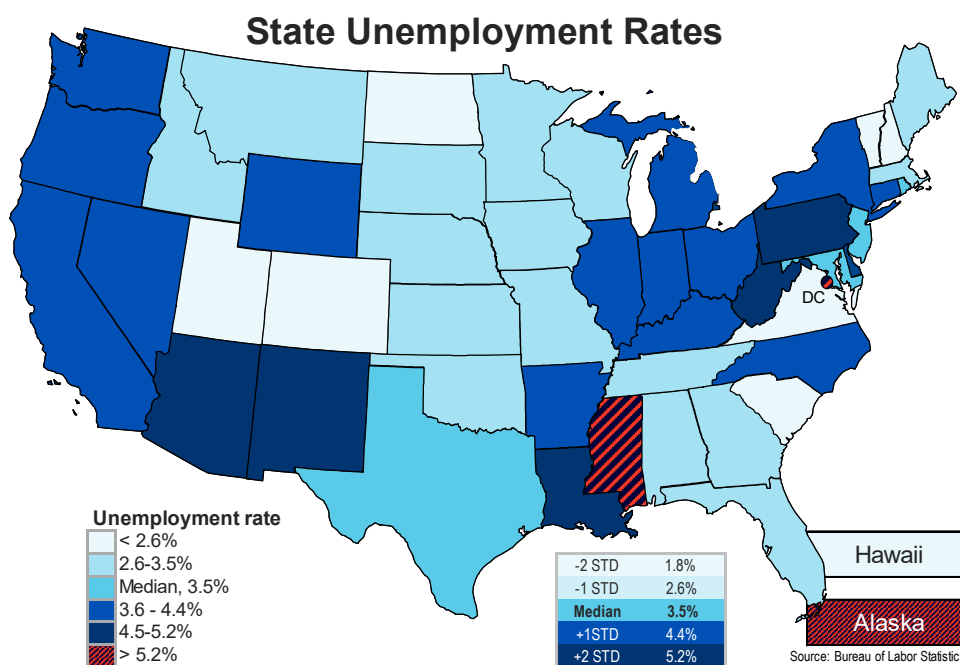 State Unemployment Rates
DC
Unemployment rate
< 2.6%
2.6-3.5%
Median, 3.5%
3.6 - 4.4%
4.5-5.2%
> 5.2%
-2 STD 1.8%
-1 STD 2.6%
Median 3.5%
+1STD 4.4%
+2 STD 5.2%
Hawaii
Alaska
Source: Bureau of Labor Statistic